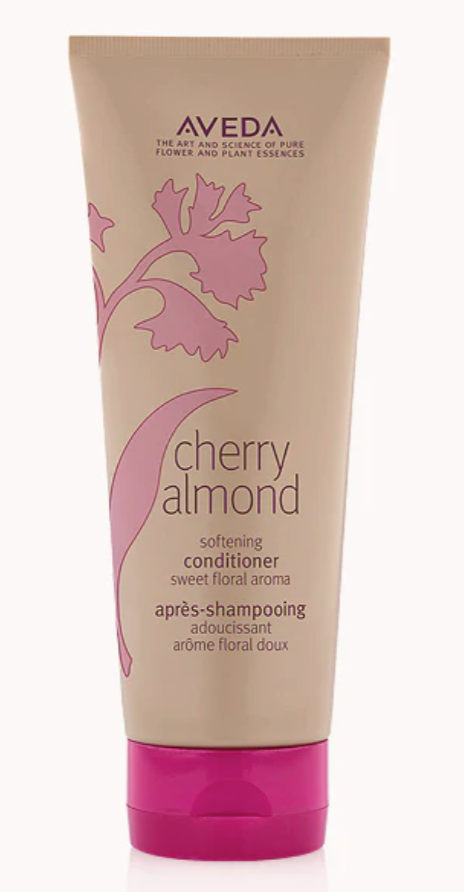 AVEDA
THE ART AND SCIENCE OF PURE
FLOWER AND PLANT ESSENCES
cherry
almond
softening
conditioner
sweet floral aroma
après-shampooing
adoucissant
arôme floral doux